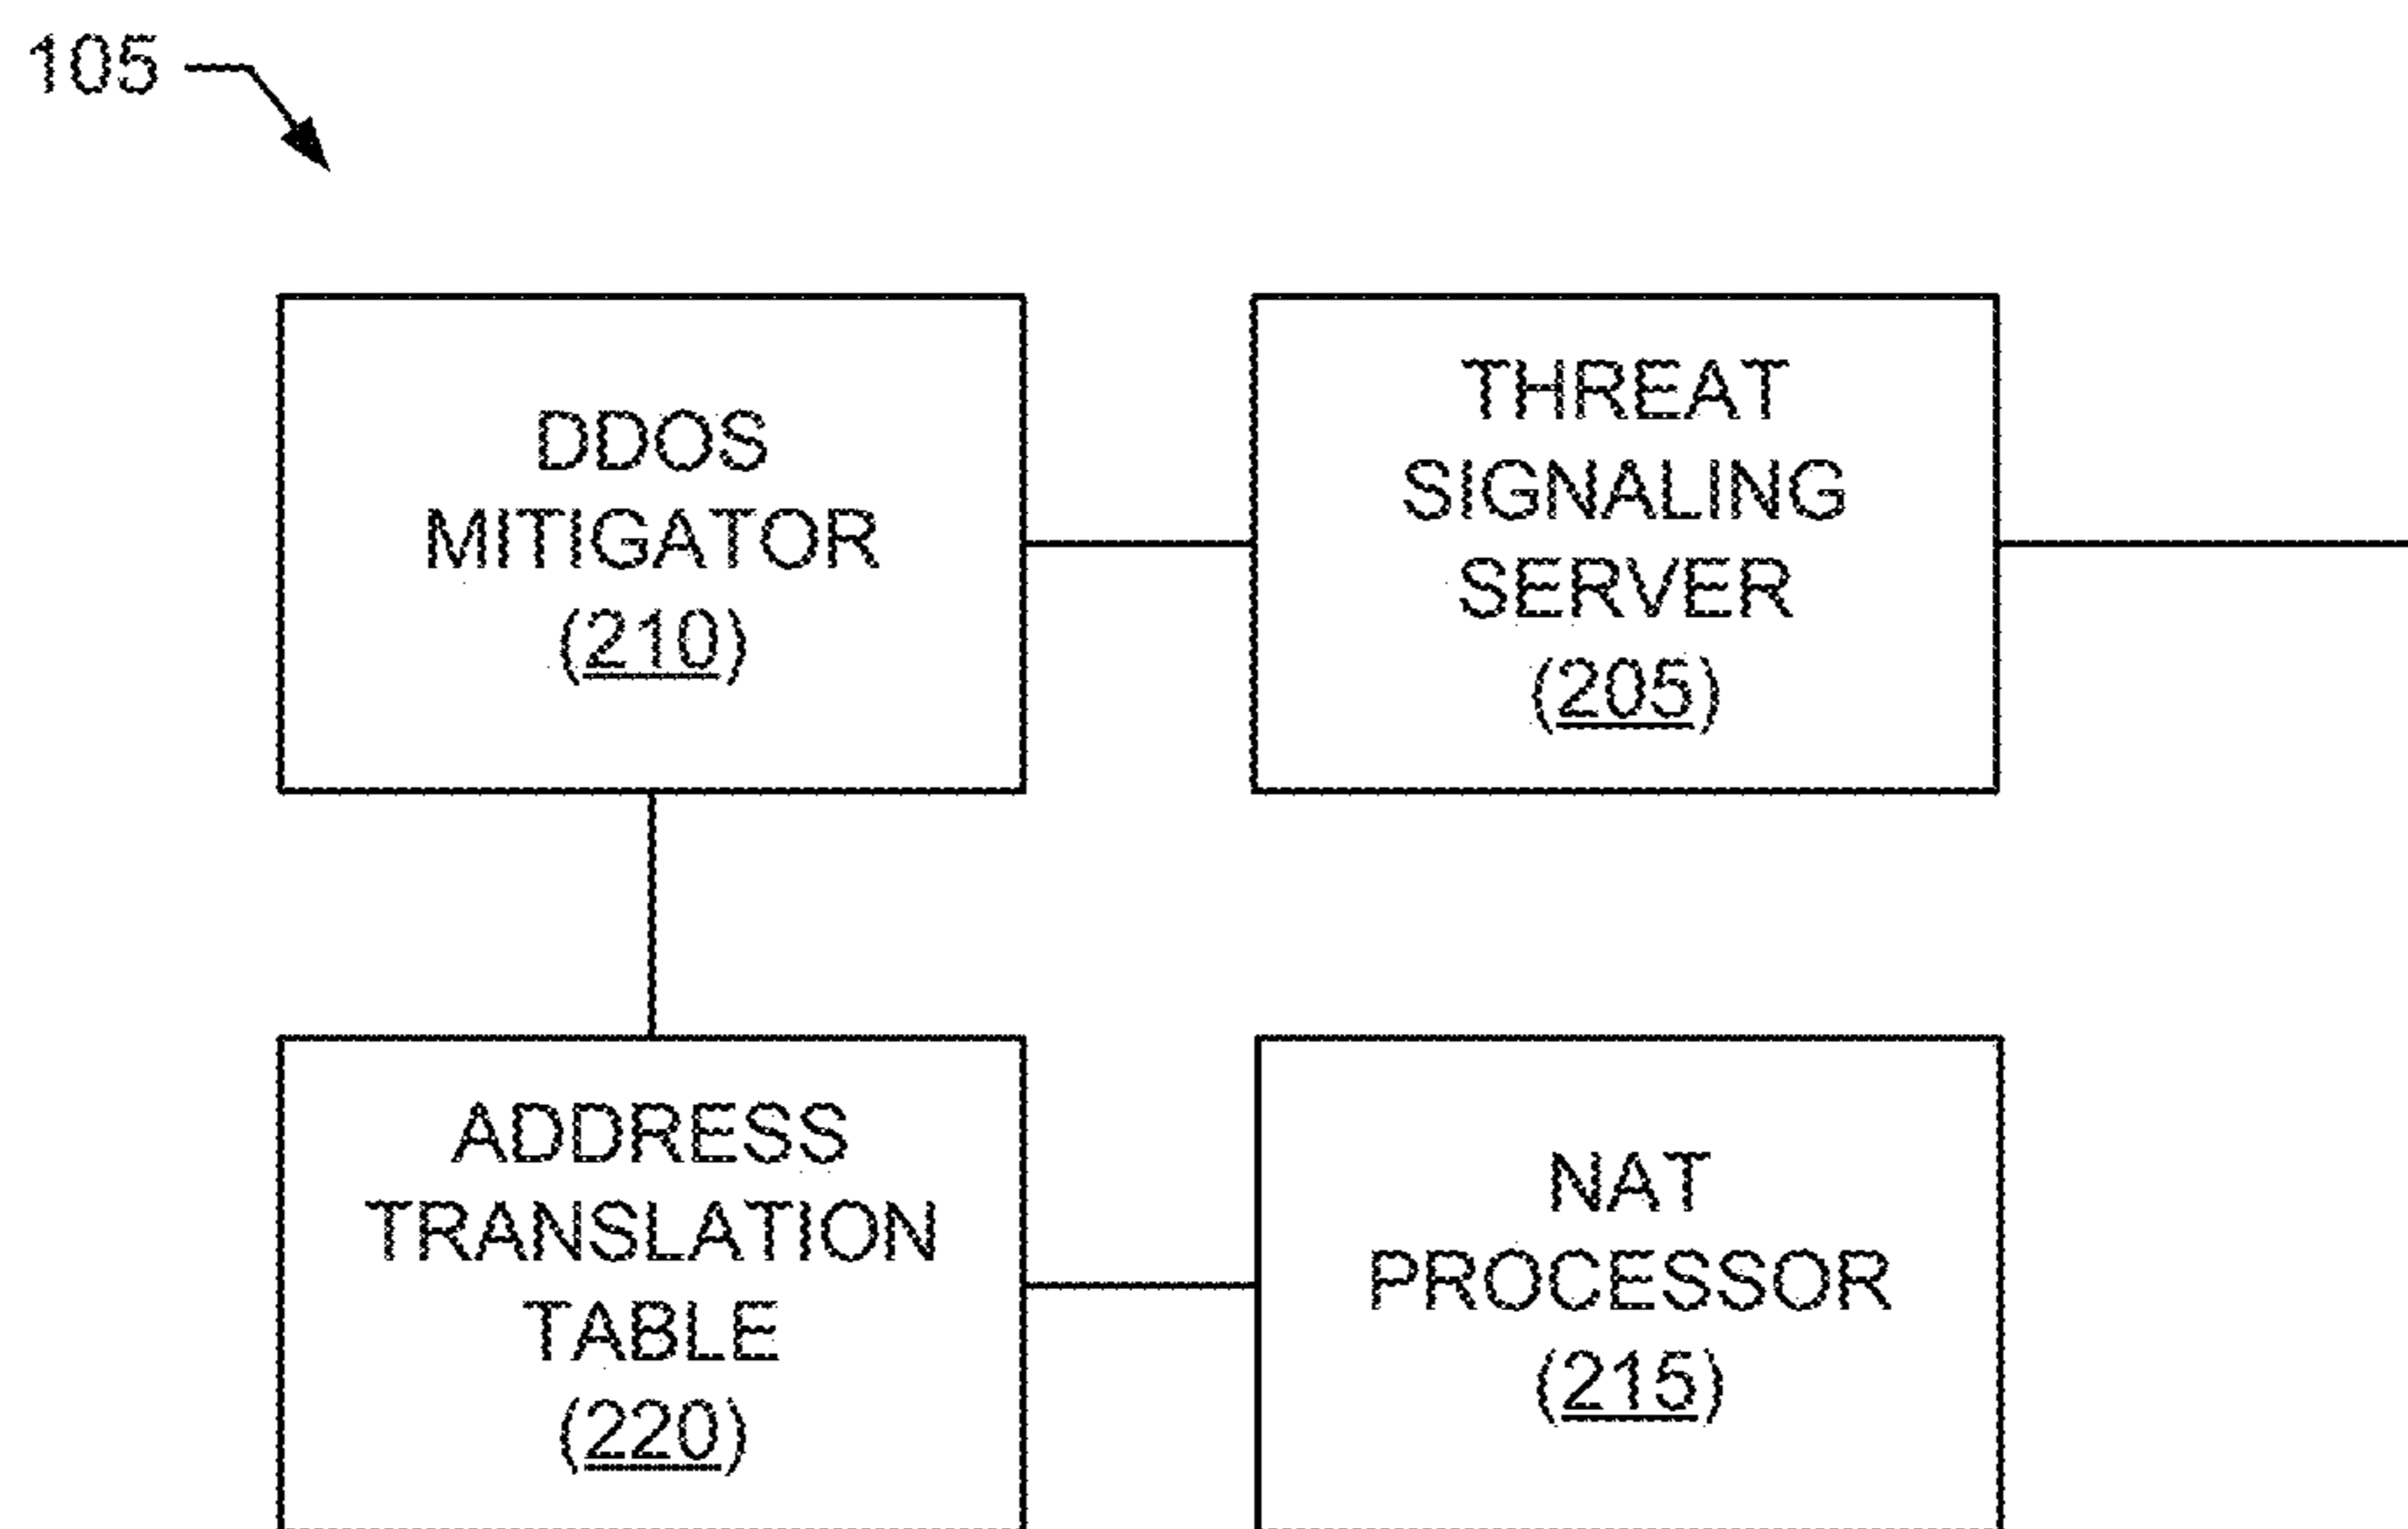 105
DDOS
MITIGATOR
(210)
THREAT
SIGNALING
SERVER
(205)
ADDRESS
TRANSLATION
TABLE
(220)
NAT
PROCESSOR
(215)